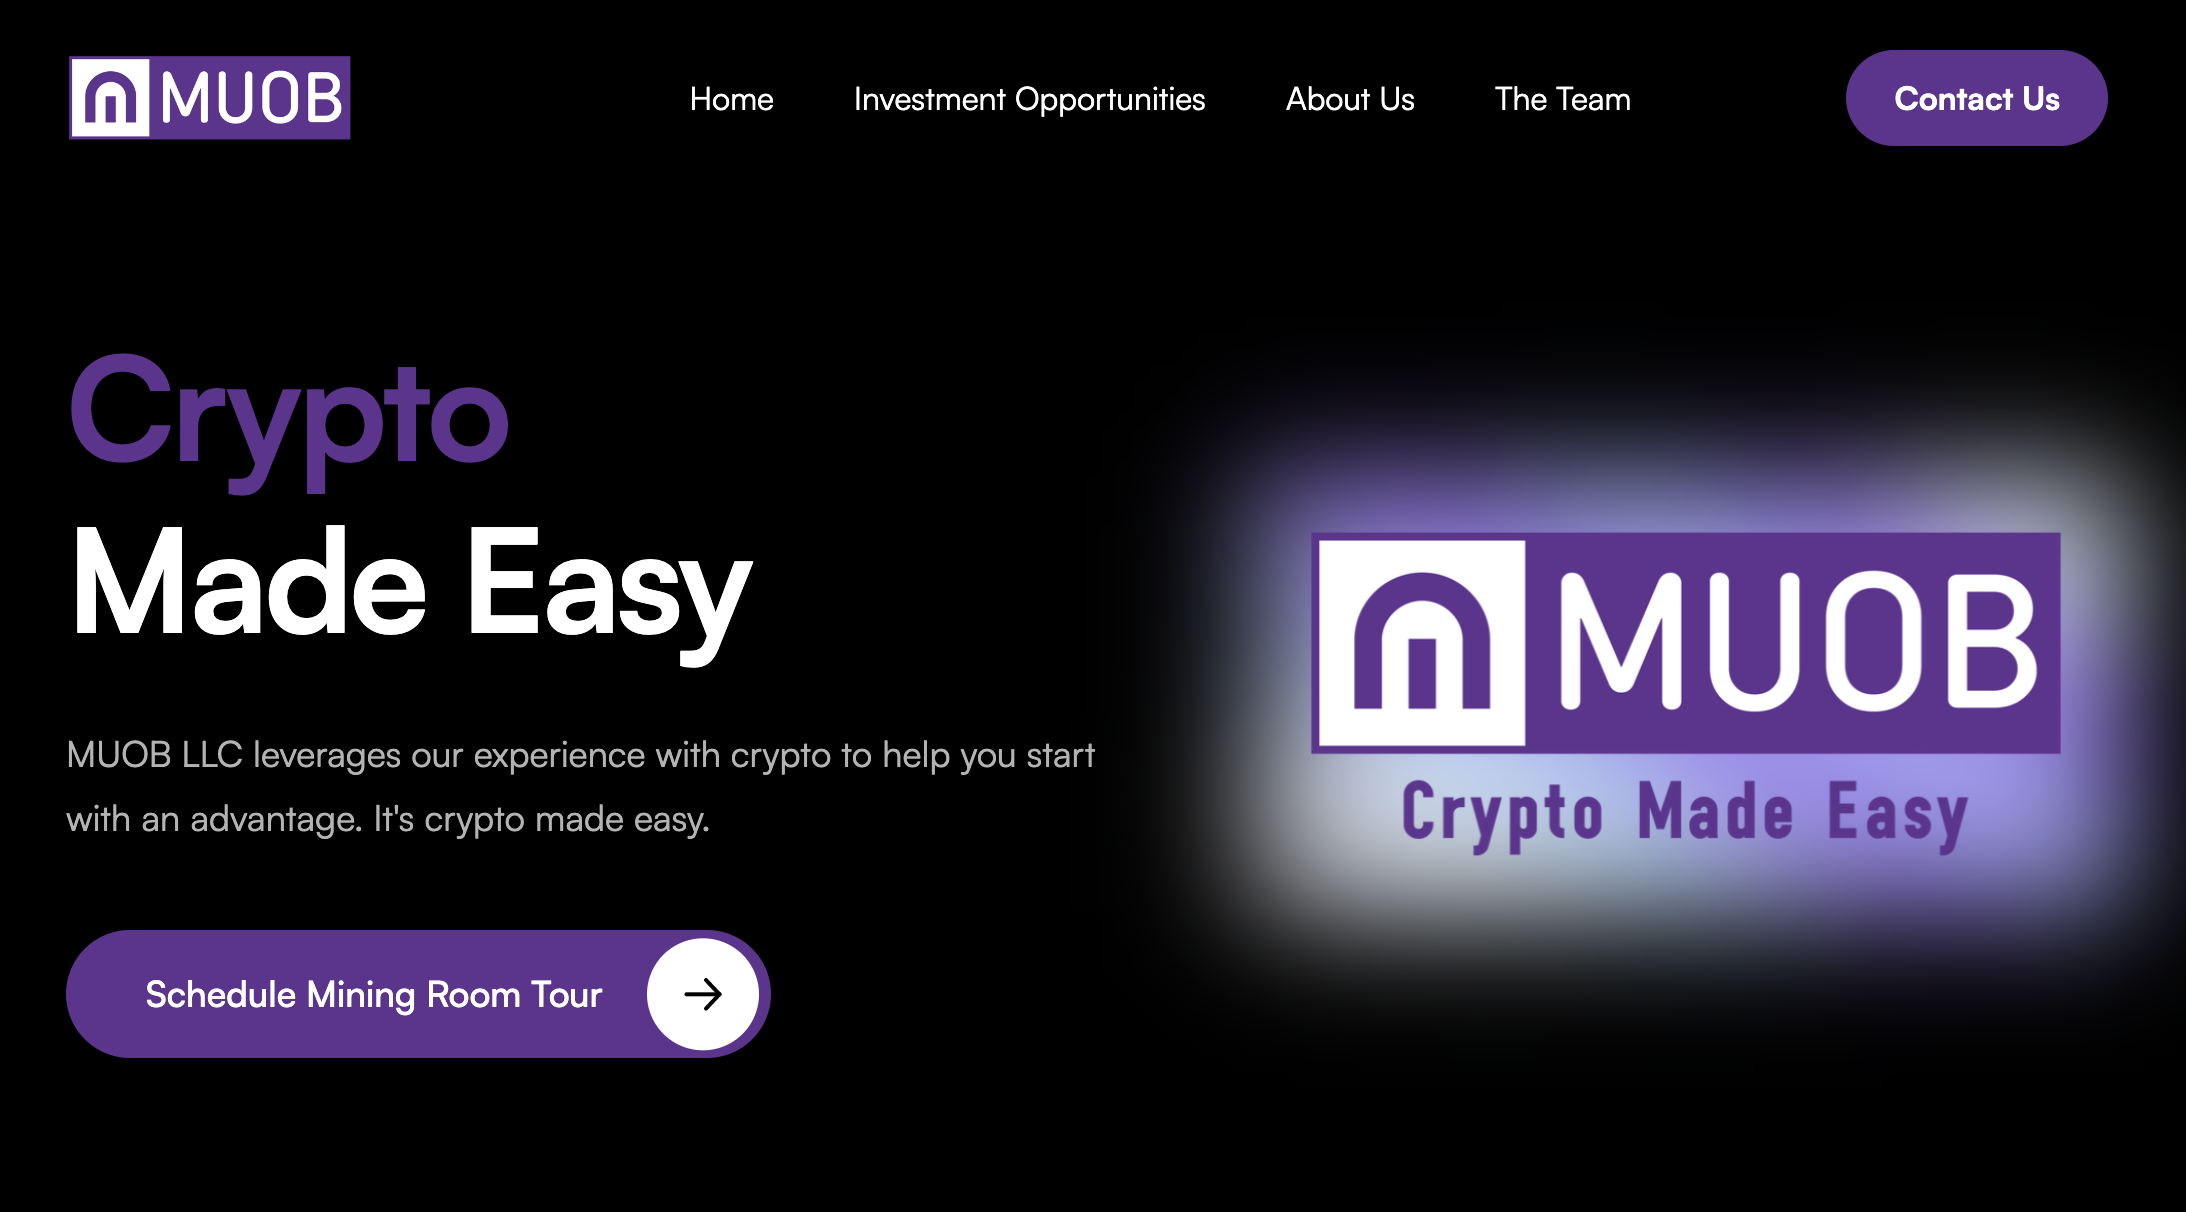 MUOB
Home
Investment Opportunities
About Us
The Team
Contact Us
Crypto
Made Easy
MUOB LLC leverages our experience with crypto to help you start
with an advantage. It's crypto made easy.
Schedule Mining Room Tour
MUOB
Crypto Made Easy